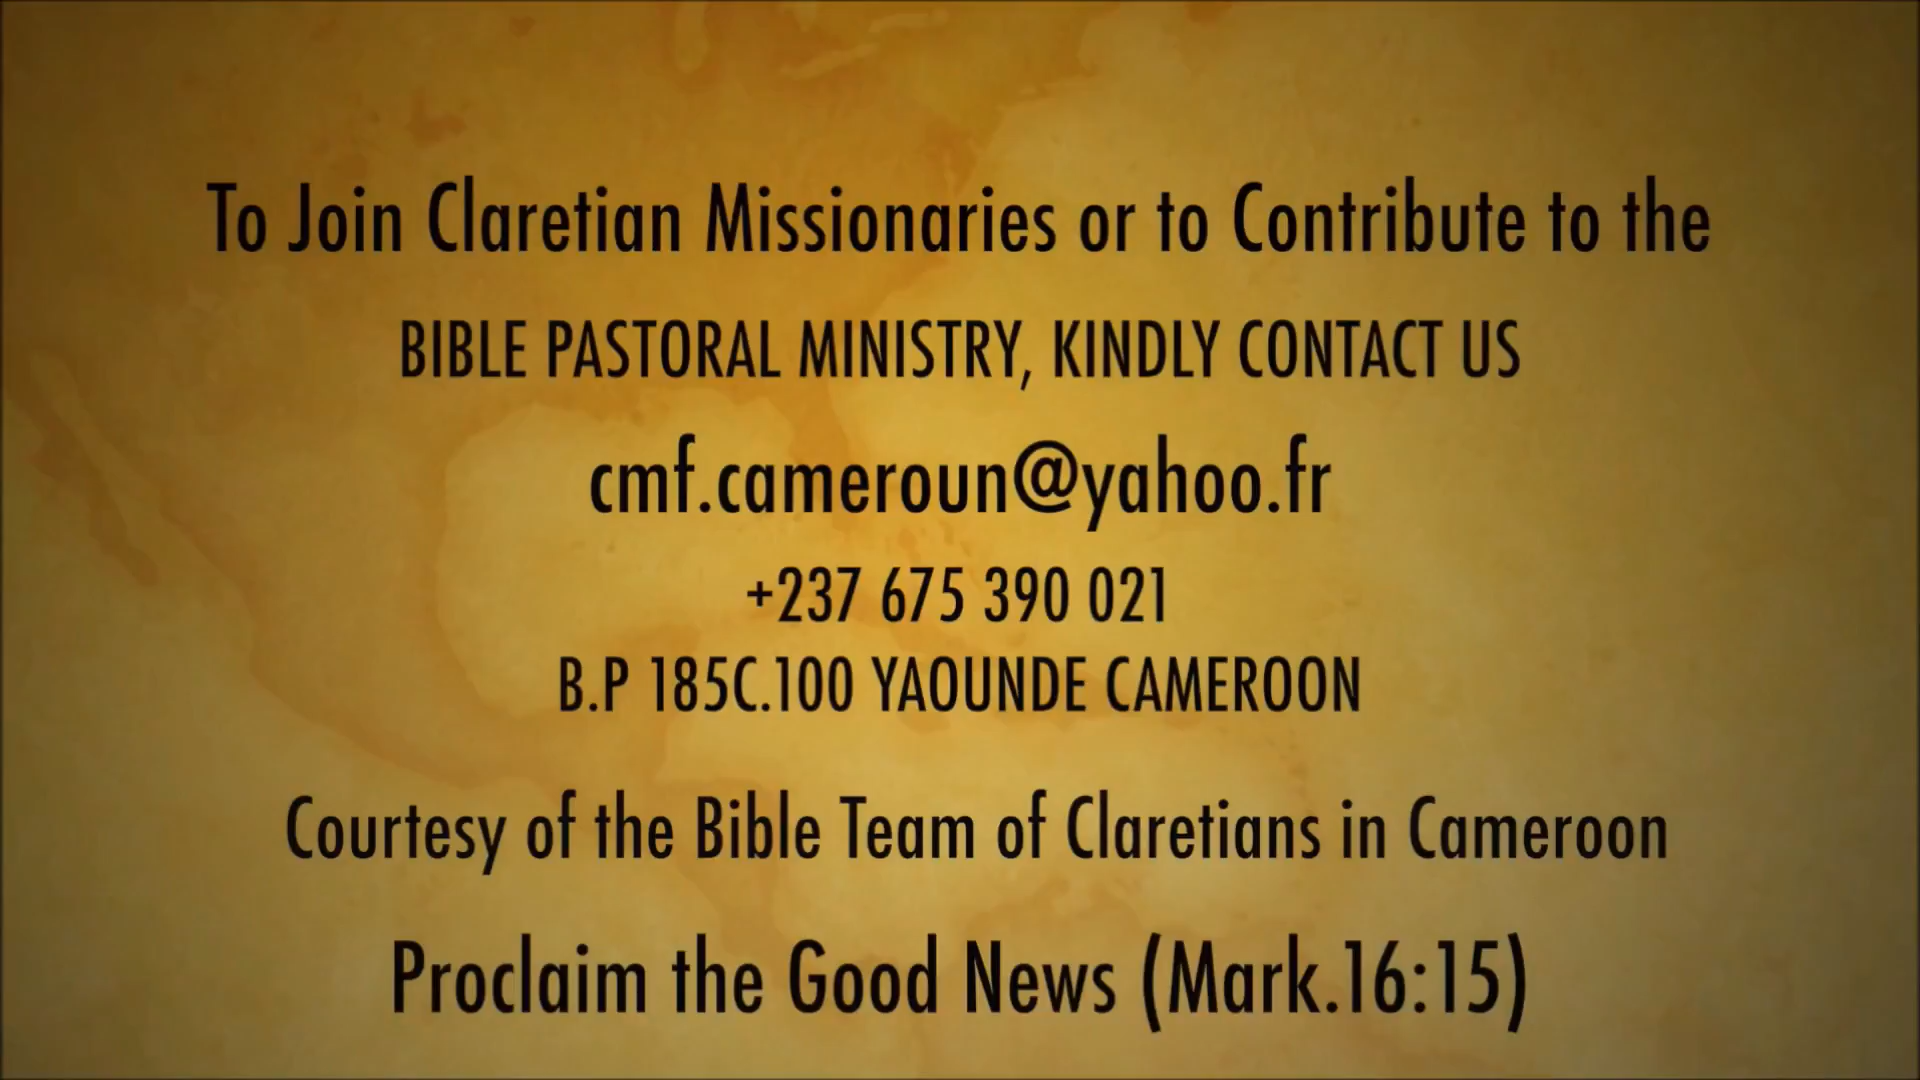 To Join Claretian Missionaries or to Contribute to the
BIBLE PASTORAL MINISTRY, KINDLY CONTACT US
cmf.cameroun@yahoo.fr
+237 675 390 021
B.P 185C.100 YAOUNDE CAMEROON
Courtesy of the Bible Team of Claretians in Cameroon
Proclaim the Good News (Mark.16:15)